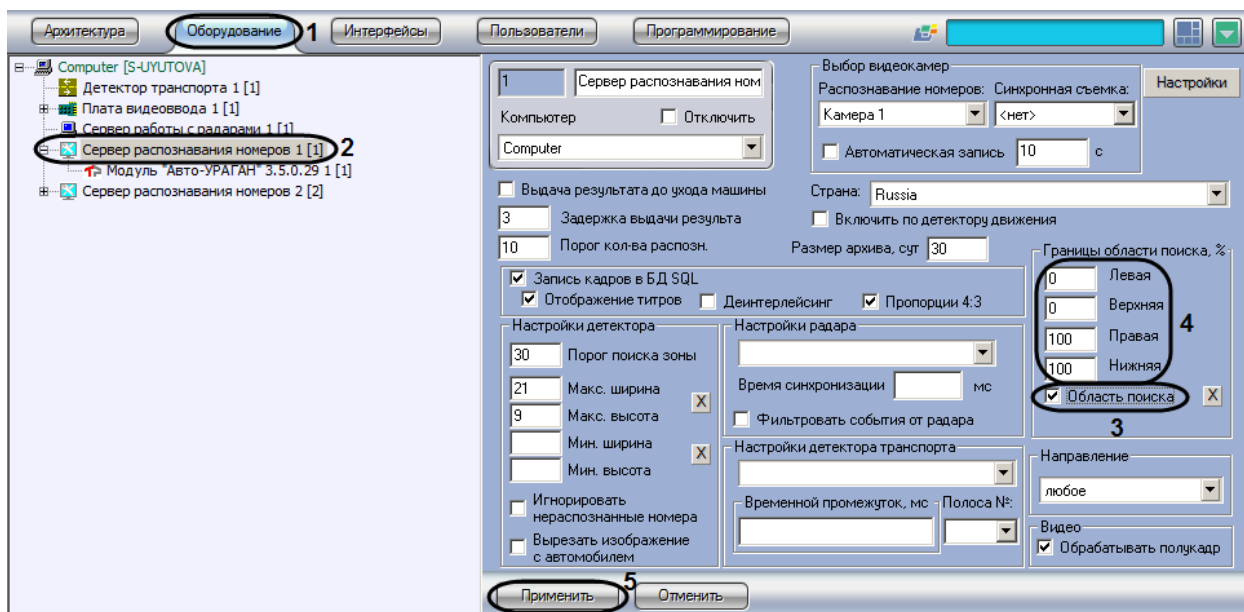 Архитектура
Оборудование
1
Интерфейсы
Пользователи
Программирование
Computer [S-UYUTOVA]
Детектор транспорта 1 [1]
Плата видеоввода 1 [1]
Сервер работы с радарами 1 [1]
Сервер распознавания номеров 1 [1]
2
Модуль "Авто-УРАГАН" 3.5.0.29 1 [1]
Сервер распознавания номеров 2 [2]
1
Сервер распознавания ном
Компьютер
Отключить
Computer
Выбор видеокамер
Распознавание номеров:
Синхронная съемка:
Камера 1
<нет>
Автоматическая запись
10
с
Настройки
Выдача результата до ухода машины
3
Задержка выдачи результа
10
Порог кол-ва распозн.
Страна:
Russia
Включить по детектору движения
Размер архива, сут
30
Запись кадров в БД SQL
Отображение титров
Деинтерлейсинг
Пропорции 4:3
Границы области поиска, %
0
Левая
0
Верхняя
100
Правая
100
Нижняя
4
Область поиска
X
3
Настройки детектора
30
Порог поиска зоны
21
Макс. ширина
9
Макс. высота
X
Мин. ширина
Мин. высота
X
Игнорировать
нераспознанные номера
Вырезать изображение
с автомобилем
Настройки радара
Время синхронизации
мс
Фильтровать события от радара
Настройки детектора транспорта
Временной промежуток, мс
Полоса №:
Направление
любое
Видео
Обрабатывать полукадр
Применить
5
Отменить